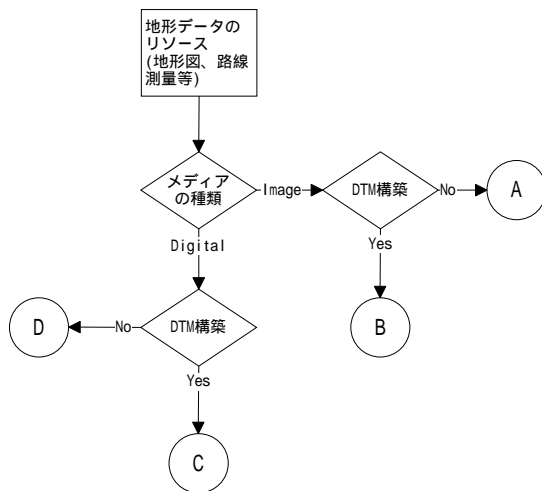 地形データの
リソース
(地形図、路線
測量等)
メディア
の種類
Image
DTM構築
No
A
Digital
Yes
B
D
No
DTM構築
Yes
C